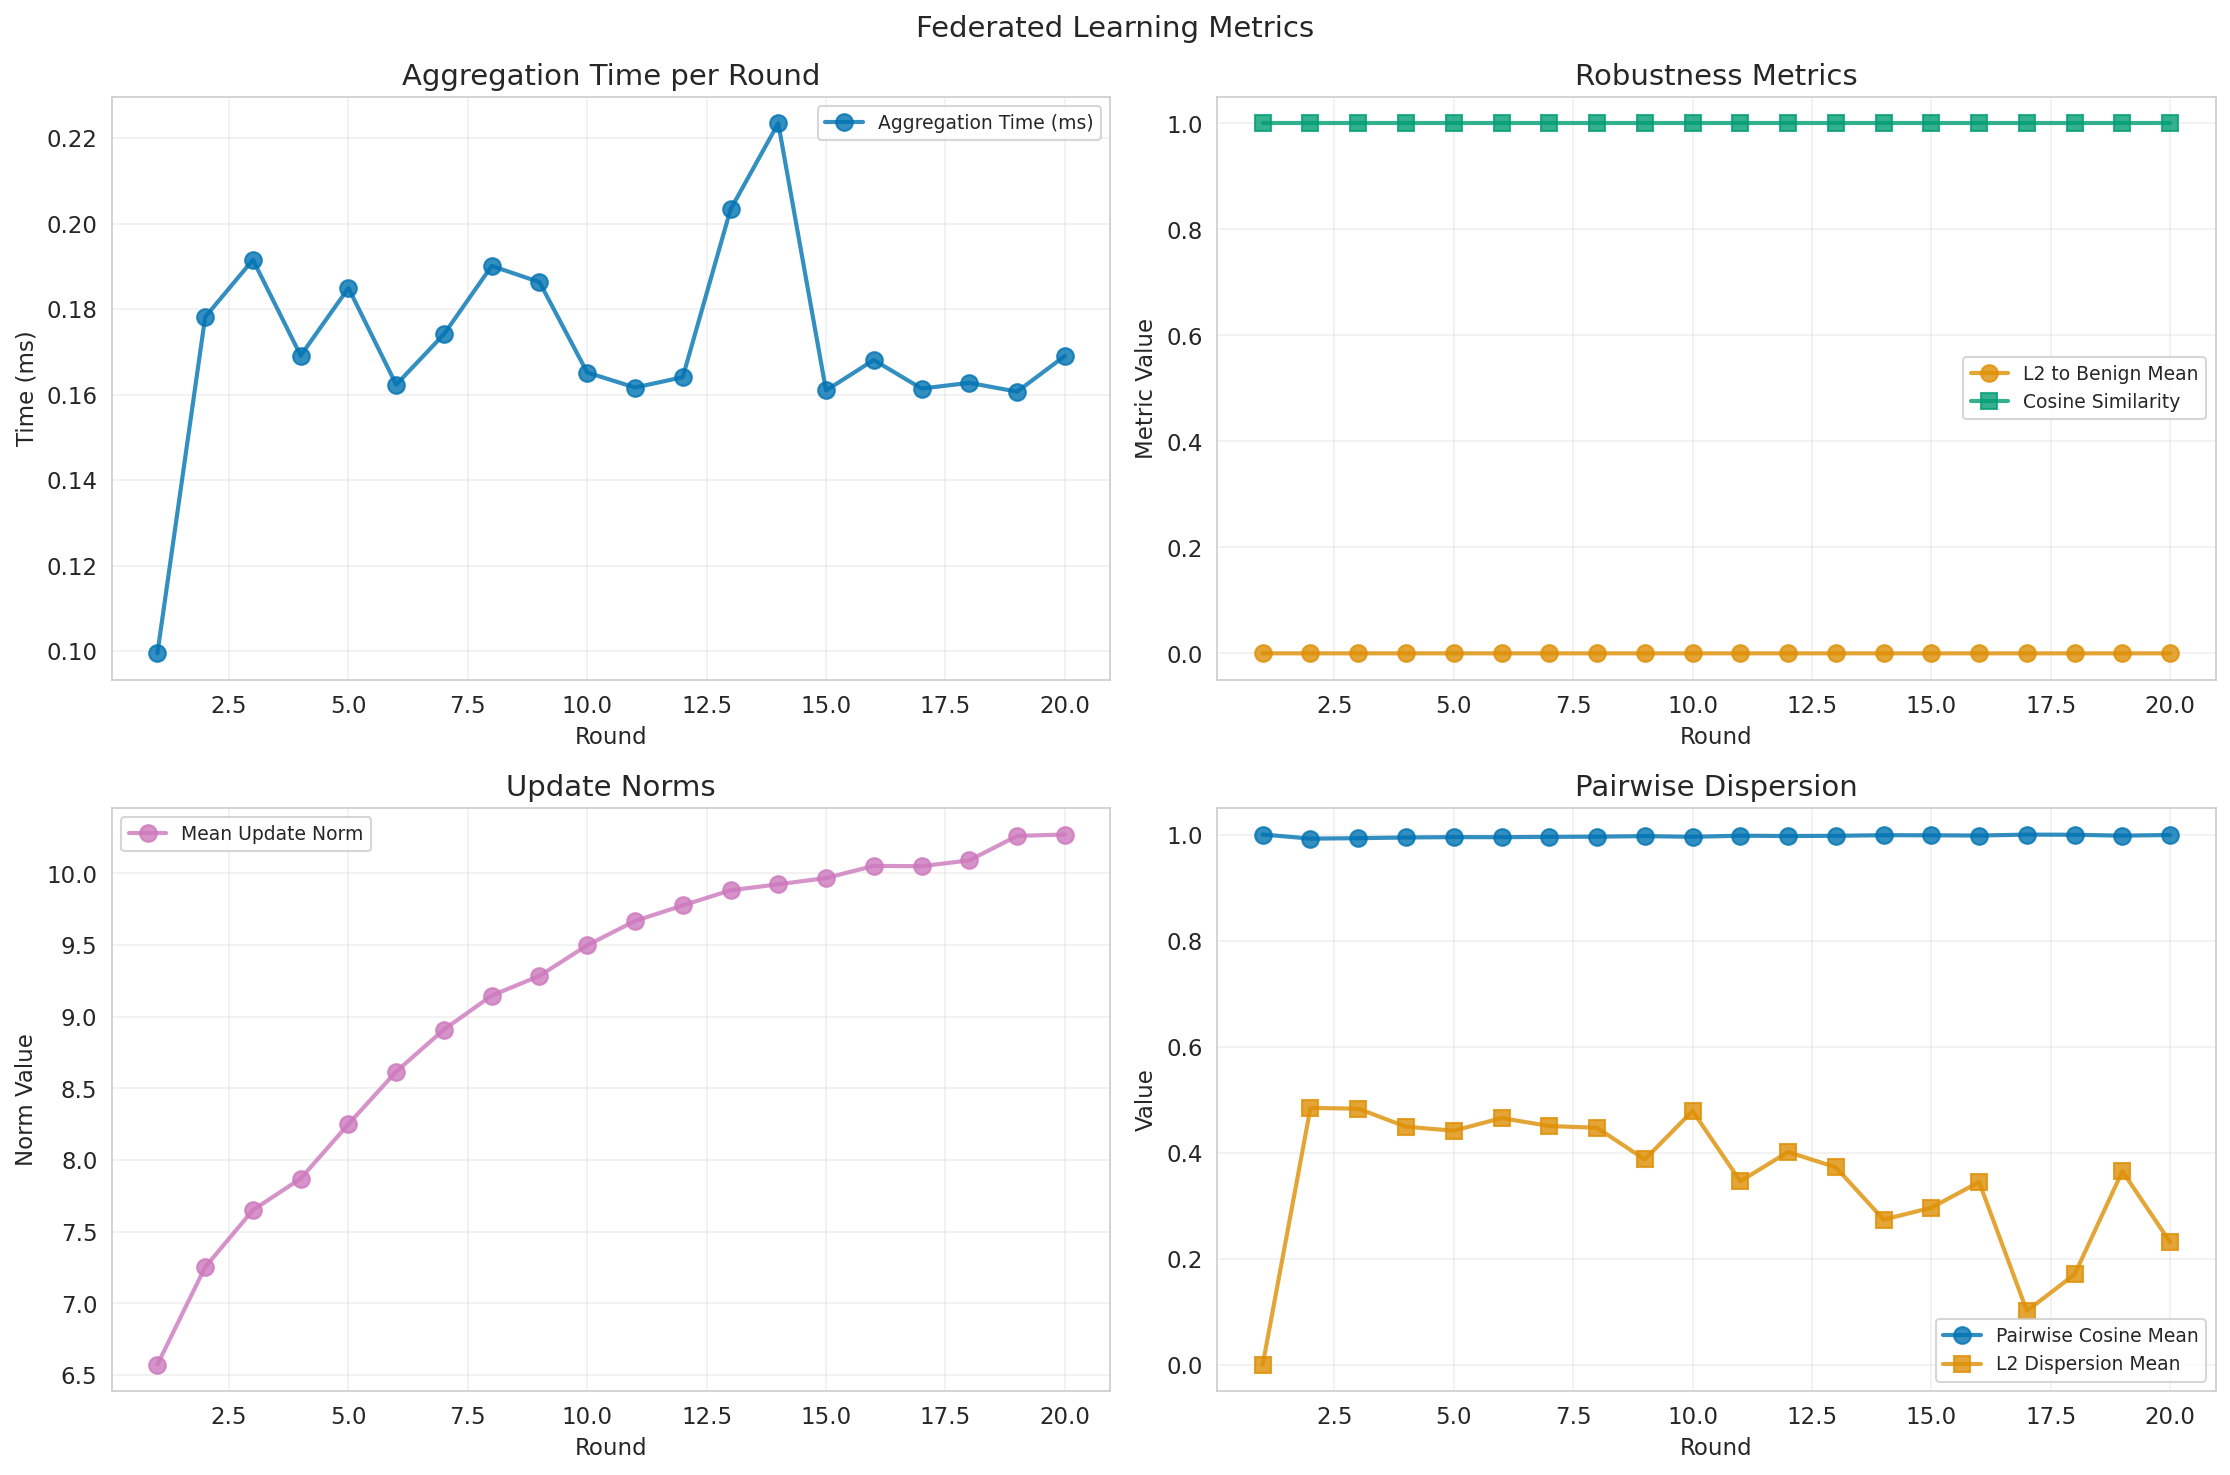 Federated Learning Metrics
Aggregation Time per Round
Aggregation Time (ms)
Time (ms)
0.22
0.20
0.18
0.16
0.14
0.12
0.10
2.5 5.0 7.5 10.0 12.5 15.0 17.5 20.0
Round
Robustness Metrics
L2 to Benign Mean
Cosine Similarity
Metric Value
1.0
0.8
0.6
0.4
0.2
0.0
2.5 5.0 7.5 10.0 12.5 15.0 17.5 20.0
Round
Update Norms
Mean Update Norm
Norm Value
10.0
9.5
9.0
8.5
8.0
7.5
7.0
6.5
2.5 5.0 7.5 10.0 12.5 15.0 17.5 20.0
Round
Pairwise Dispersion
Value
1.0
0.8
0.6
0.4
0.2
0.0
Pairwise Cosine Mean
L2 Dispersion Mean
2.5 5.0 7.5 10.0 12.5 15.0 17.5 20.0
Round